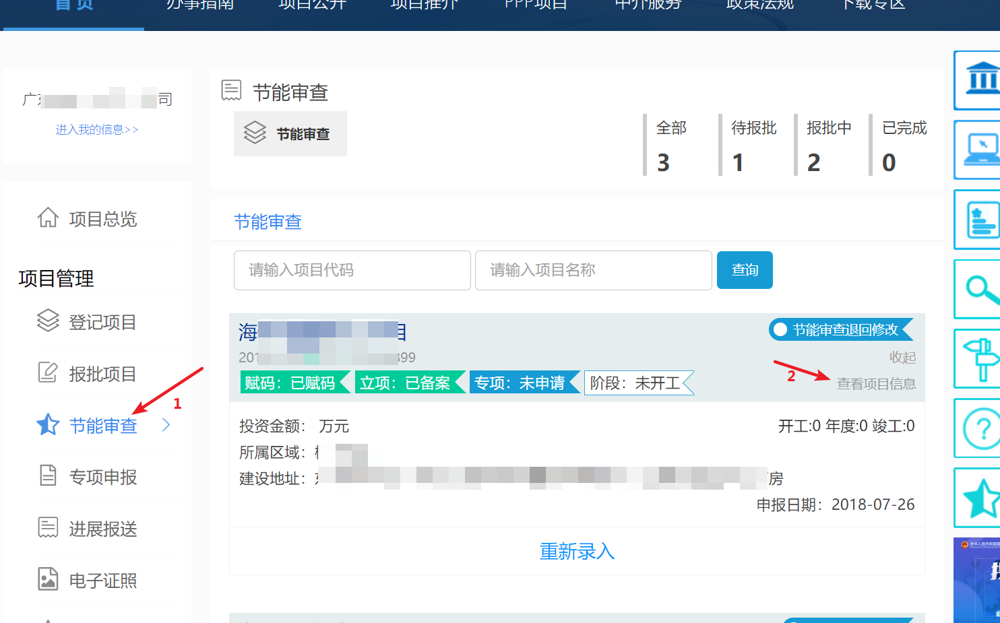 首页 办事指南 项目公开 项目推介 PPP项目 中介服务 政策法规 下载专区
广 司
进入我的信息>>
项目总览
项目管理
登记项目
报批项目
1
节能审查
专项申报
进展报送
电子证照
节能审查
节能审查
全部 待报批 报批中 已完成
3 1 2 0
节能审查
请输入项目代码 请输入项目名称 查询
海 目 节能审查退回修改
201 399 收起
赋码：已赋码 立项：已备案 专项：未申请 阶段：未开工 2 查看项目信息
投资金额： 万元 开工:0 年度:0 竣工:0
所属区域：
建设地址： 房
申报日期：2018-07-26
重新录入